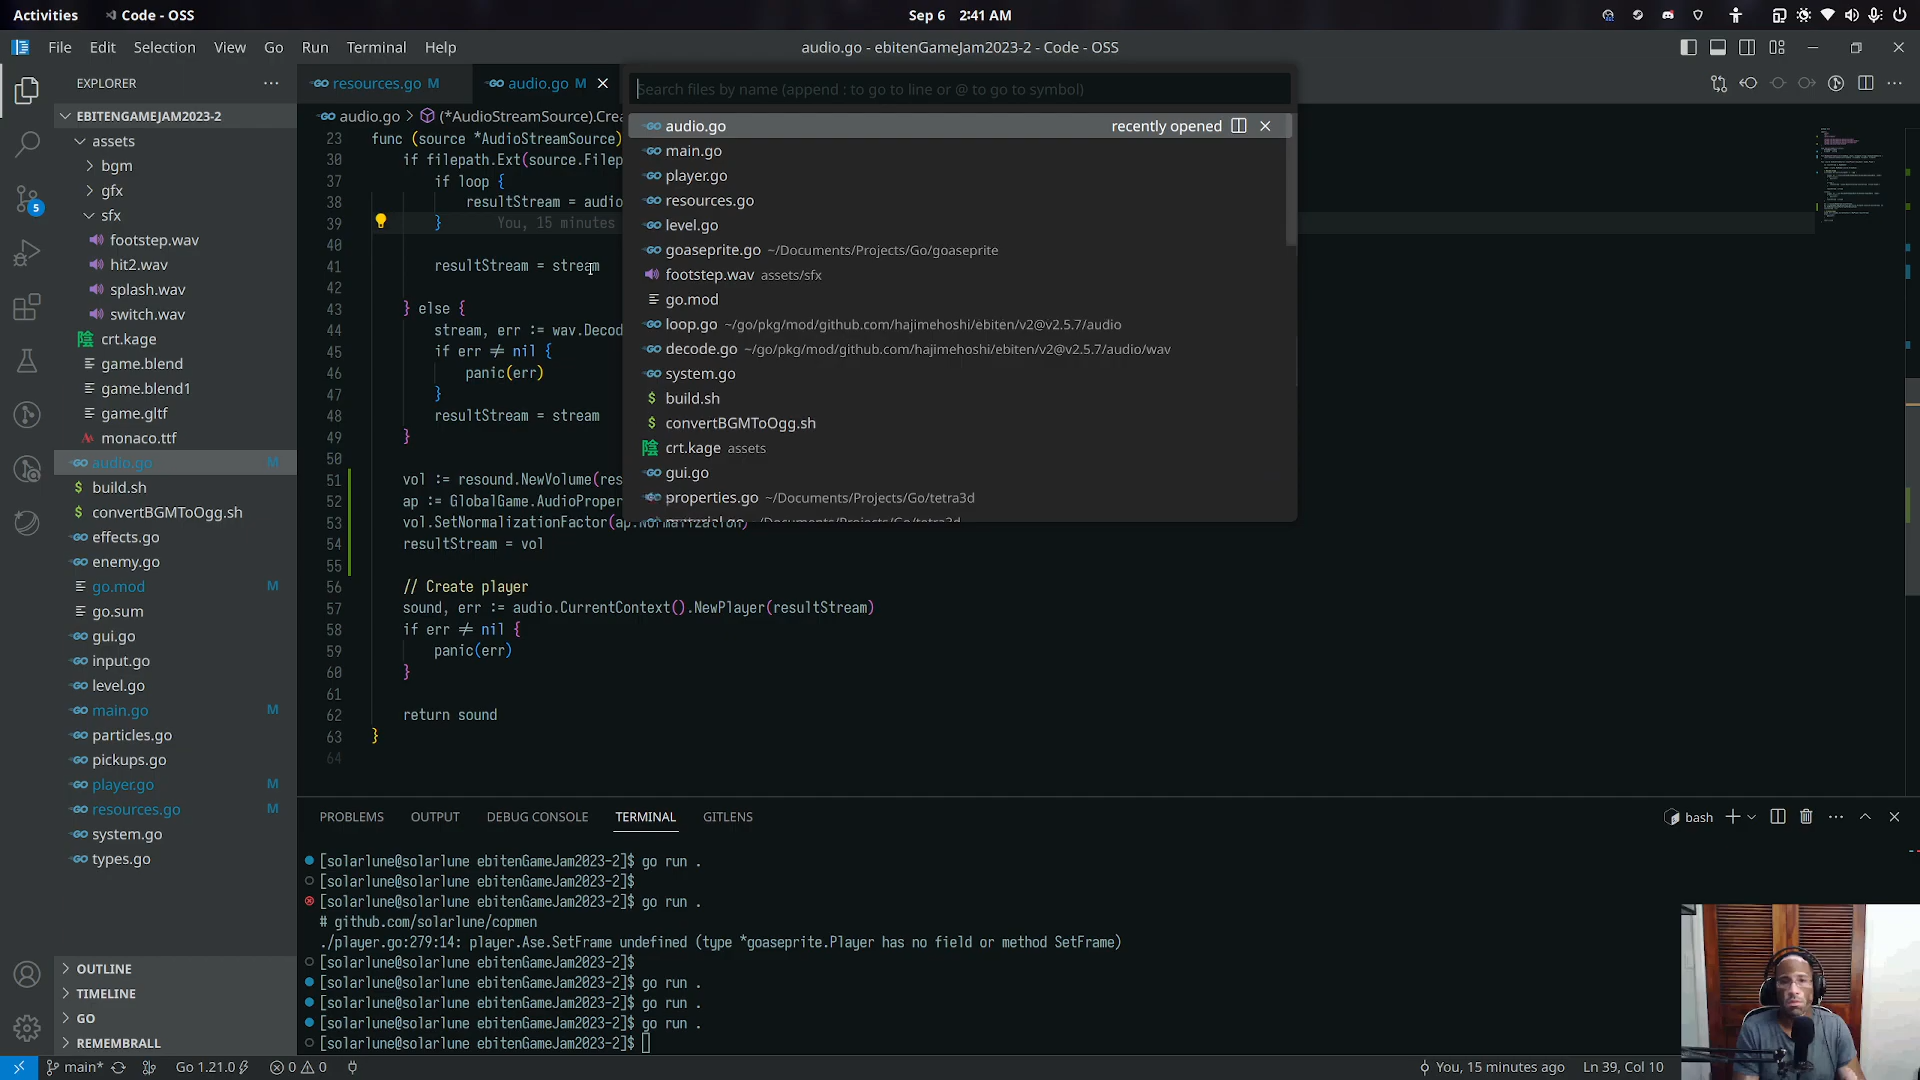 Activities
Code - OSS
Sep 6 2:41 AM
File Edit Selection View Go Run Terminal Help
audio.go - ebitenGameJam2023-2 - Code - OSS
EXPLORER
EBITENGAMEJAM2023-2
assets
bgm
gfx
sfx
footstep.wav
hit2.wav
splash.wav
switch.wav
crt.kage
game.blend
game.blend1
game.gltf
monaco.ttf
audio.go M
build.sh
convertBGMToOgg.sh
effects.go
enemy.go
go.mod M
go.sum
gui.go
input.go
level.go
main.go M
particles.go
pickups.go
player.go M
resources.go M
system.go
types.go
OUTLINE
TIMELINE
GO
REMEMBRALL
5
resources.go M
audio.go M
audio.go > (*AudioStreamSource).Crea
Search files by name (append : to go to line or @ to go to symbol)
audio.go recently opened
main.go
player.go
resources.go
level.go
goaseprite.go ~/Documents/Projects/Go/goaseprite
footstep.wav assets/sfx
go.mod
loop.go ~/go/pkg/mod/github.com/hajimehoshi/ebiten/v2@v2.5.7/audio
decode.go ~/go/pkg/mod/github.com/hajimehoshi/ebiten/v2@v2.5.7/audio/wav
system.go
build.sh
convertBGMToOgg.sh
陰 crt.kage assets
gui.go
properties.go ~/Documents/Projects/Go/tetra3d
23 func (source *AudioStreamSource)
30 if filepath.Ext(source.Filep
37 if loop {
38 resultStream = audio
39 } You, 15 minutes
40
41 resultStream = stream
42
43 } else {
44 stream, err := wav.Decod
45 if err ≠ nil {
46 panic(err)
47 }
48 resultStream = stream
49 }
50
51 vol := resound.NewVolume(res
52 ap := GlobalGame.AudioProper
53 vol.SetNormalizationFactor(ap.Normalization)
54 resultStream = vol
55
56 // Create player
57 sound, err := audio.CurrentContext().NewPlayer(resultStream)
58 if err ≠ nil {
59 panic(err)
60 }
61
62 return sound
63 }
64
PROBLEMS OUTPUT DEBUG CONSOLE TERMINAL GITLENS
bash
[solarlune@solarlune ebitenGameJam2023-2]$ go run .
[solarlune@solarlune ebitenGameJam2023-2]$
[solarlune@solarlune ebitenGameJam2023-2]$ go run .
# github.com/solarlune/copmen
./player.go:279:14: player.Ase.SetFrame undefined (type *goaseprite.Player has no field or method SetFrame)
[solarlune@solarlune ebitenGameJam2023-2]$
[solarlune@solarlune ebitenGameJam2023-2]$ go run .
[solarlune@solarlune ebitenGameJam2023-2]$ go run .
[solarlune@solarlune ebitenGameJam2023-2]$ go run .
[solarlune@solarlune ebitenGameJam2023-2]$
main* Go 1.21.0 0 0
You, 15 minutes ago Ln 39, Col 10